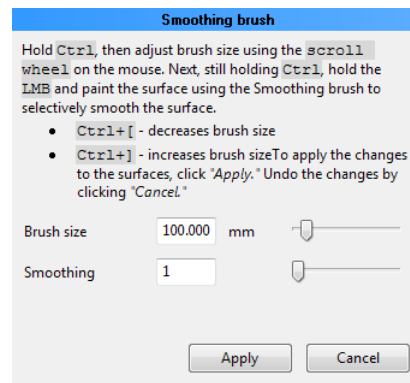 Smoothing brush
Hold Ctrl, then adjust brush size using the scroll
wheel on the mouse. Next, still holding Ctrl, hold the
LMB and paint the surface using the Smoothing brush to
selectively smooth the surface.
• Ctrl+[ - decreases brush size
• Ctrl+] - increases brush sizeTo apply the changes
to the surfaces, click "Apply." Undo the changes by
clicking "Cancel."
Brush size 100.000 mm
Smoothing 1
Apply Cancel